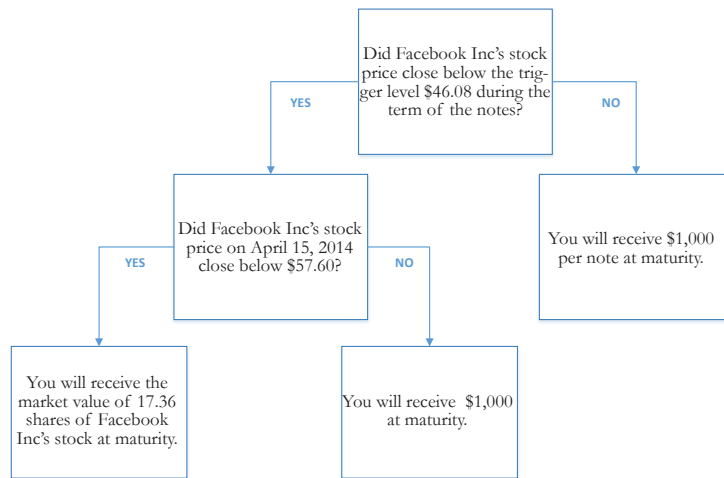 Did Facebook Inc's stock
price close below the trig-
ger level $46.08 during the
term of the notes?
YES
NO
Did Facebook Inc's stock
price on April 15, 2014
close below $57.60?
You will receive $1,000
per note at maturity.
YES
NO
You will receive the
market value of 17.36
shares of Facebook
Inc's stock at maturity.
You will receive  $1,000
at maturity.